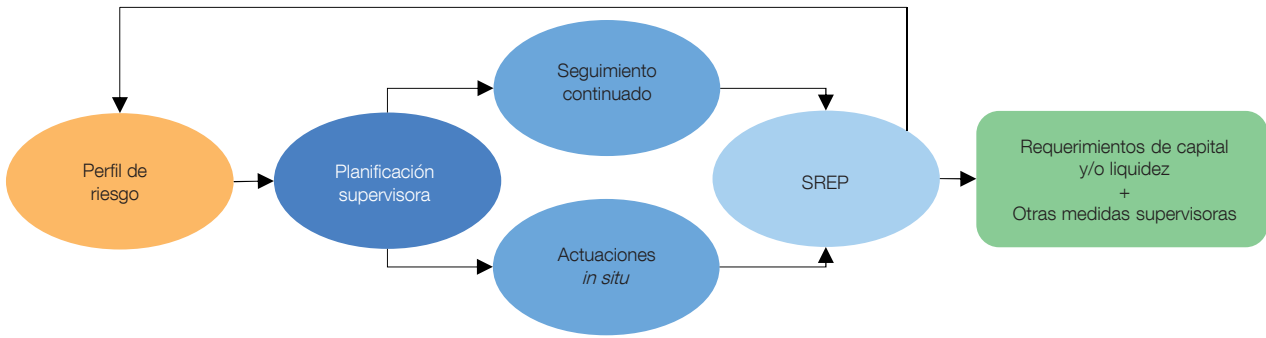 Perfil de
riesgo
Planificación
supervisora
Seguimiento
continuado
Actuaciones
in situ
SREP
Requerimientos de capital
y/o liquidez
+
Otras medidas supervisoras